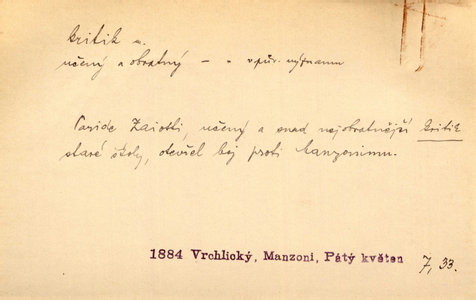 kritik m.
učený a obratný – " v pův. významu
Paride Zaiotti, učený a snad nejobratnější kritik
staré školy, otevřel boj proti Manzonimu.
1884 Vrchlický, Manzoni, Pátý květen 7, 33.